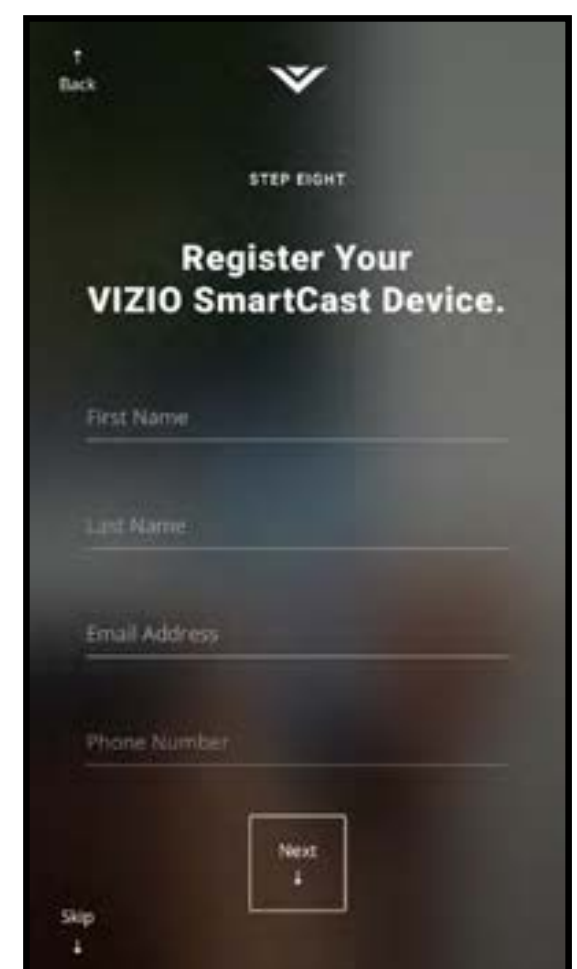 Back
STEP EIGHT
Register Your
VIZIO SmartCast Device.
First Name
Last Name
Email Address
Phone Number
Next
Skip